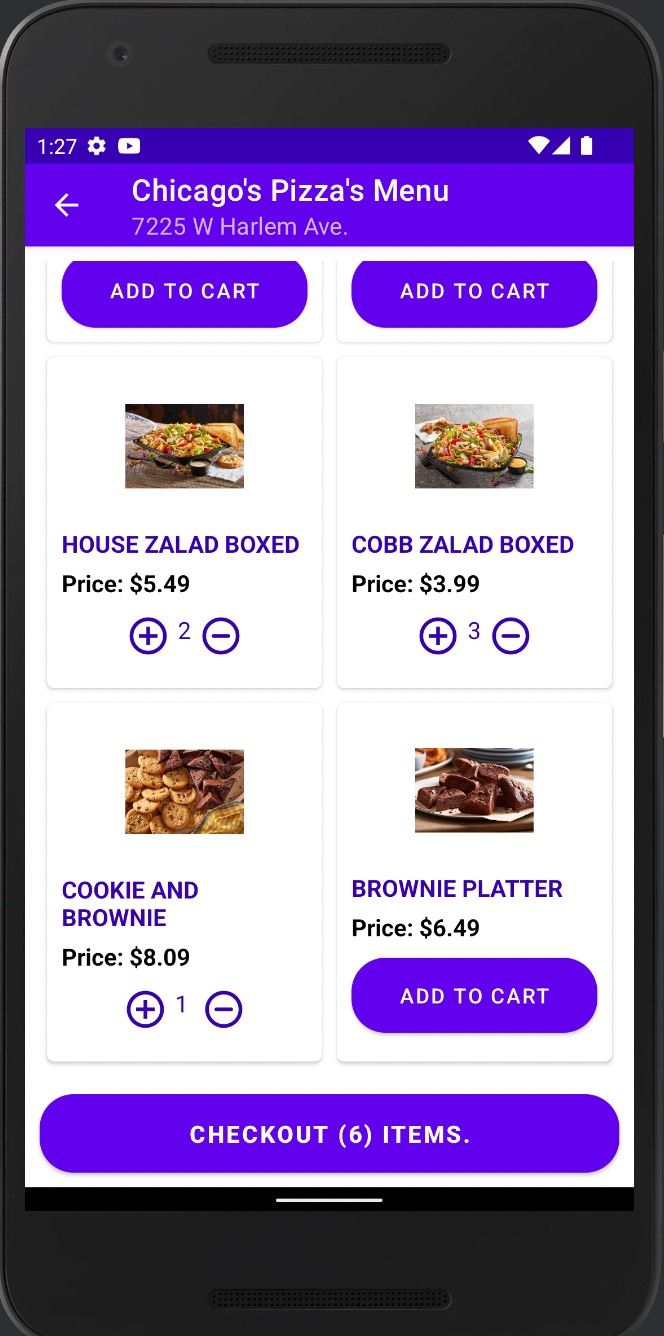 1:27
Chicago's Pizza's Menu
7225 W Harlem Ave.
ADD TO CART
ADD TO CART
HOUSE ZALAD BOXED
Price: $5.49
2
COBB ZALAD BOXED
Price: $3.99
3
COOKIE AND
BROWNIE
Price: $8.09
1
BROWNIE PLATTER
Price: $6.49
ADD TO CART
CHECKOUT (6) ITEMS.